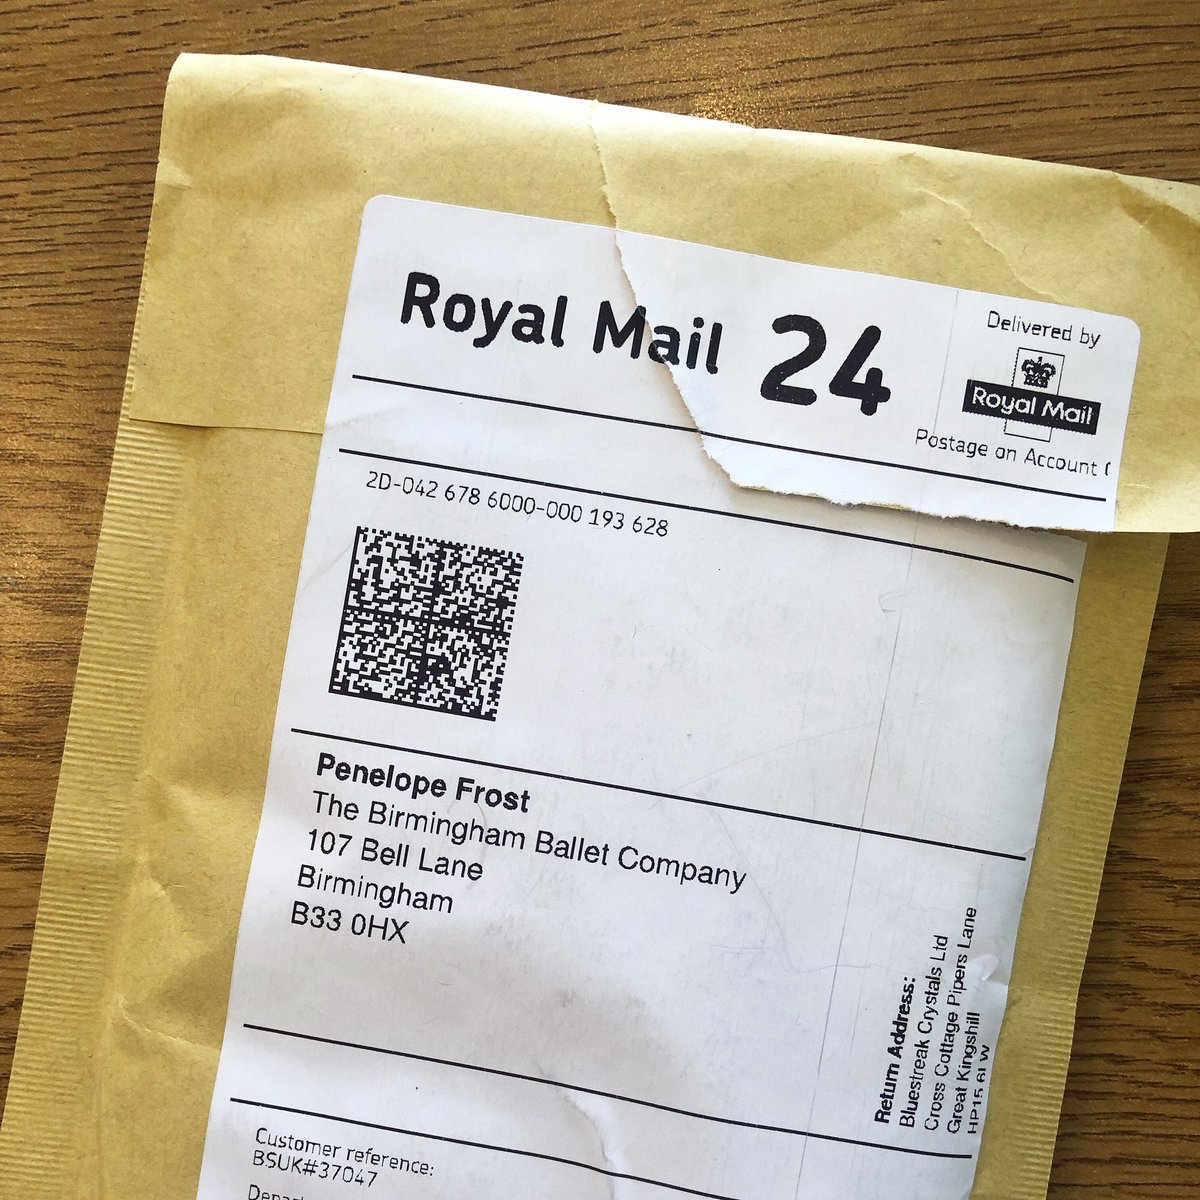 Royal Mail 24
Delivered by
Royal Mail
Postage on Account
2D-042 678 6000-000 193 628
Penelope Frost
The Birmingham Ballet Company
107 Bell Lane
Birmingham
B33 0HX
Return Address:
Bluestreak Crystals Ltd
Cross Cottage Pipers Lane
Great Kingshill
HP15
Customer reference:
BSUK#37047